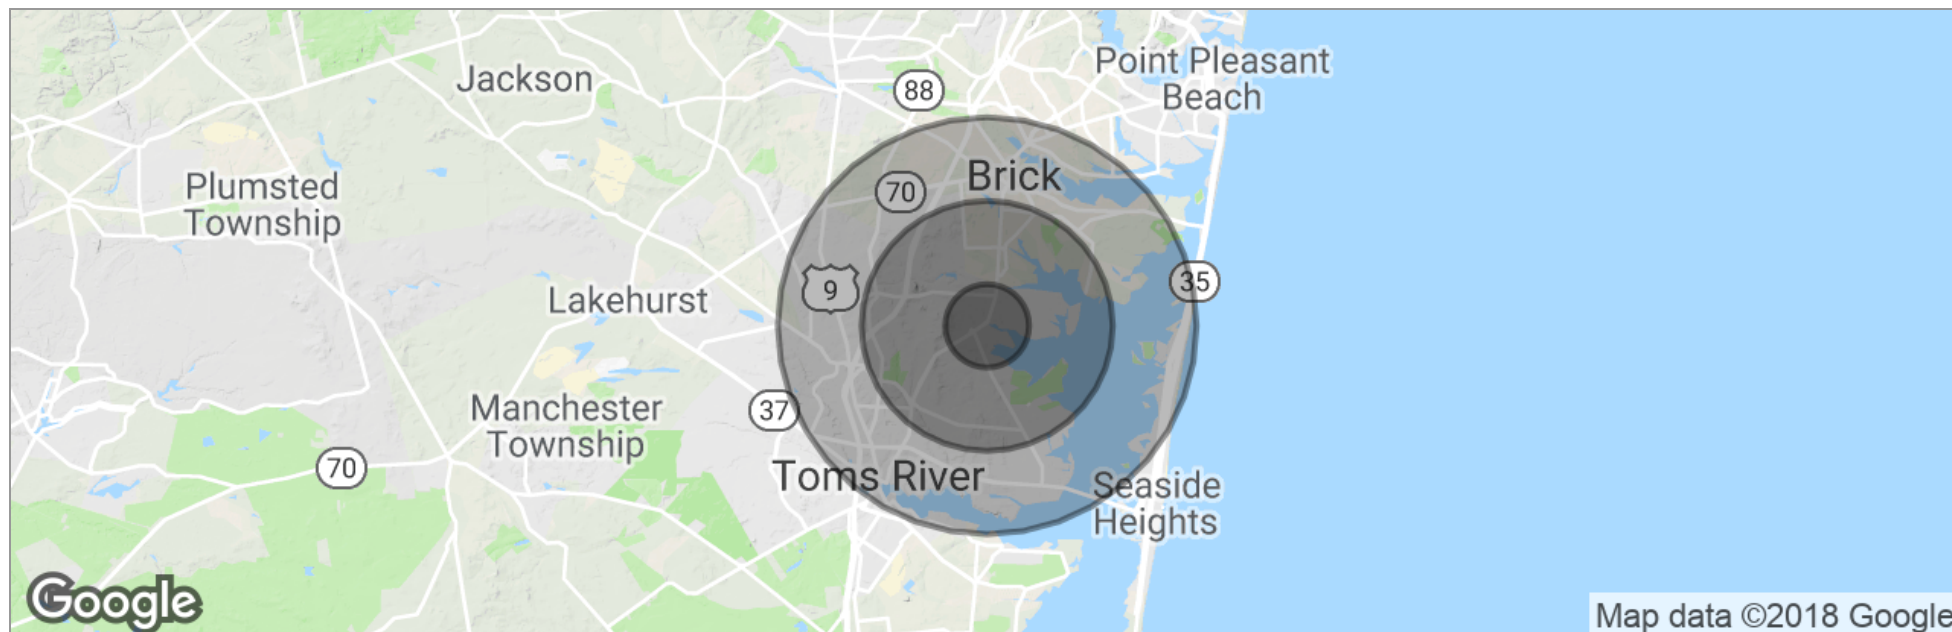 Point Pleasant
Beach
Jackson
88
Brick
70
Plumsted
Township
35
9
Lakehurst
Manchester
Township
37
70
Toms River
Seaside
Heights
Google
Map data ©2018 Google